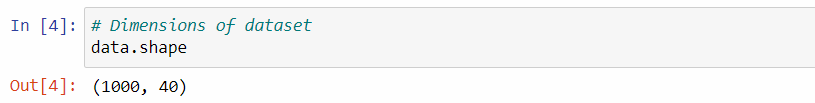 In [4]: # Dimensions of dataset
data.shape
Out[4]: (1000, 40)